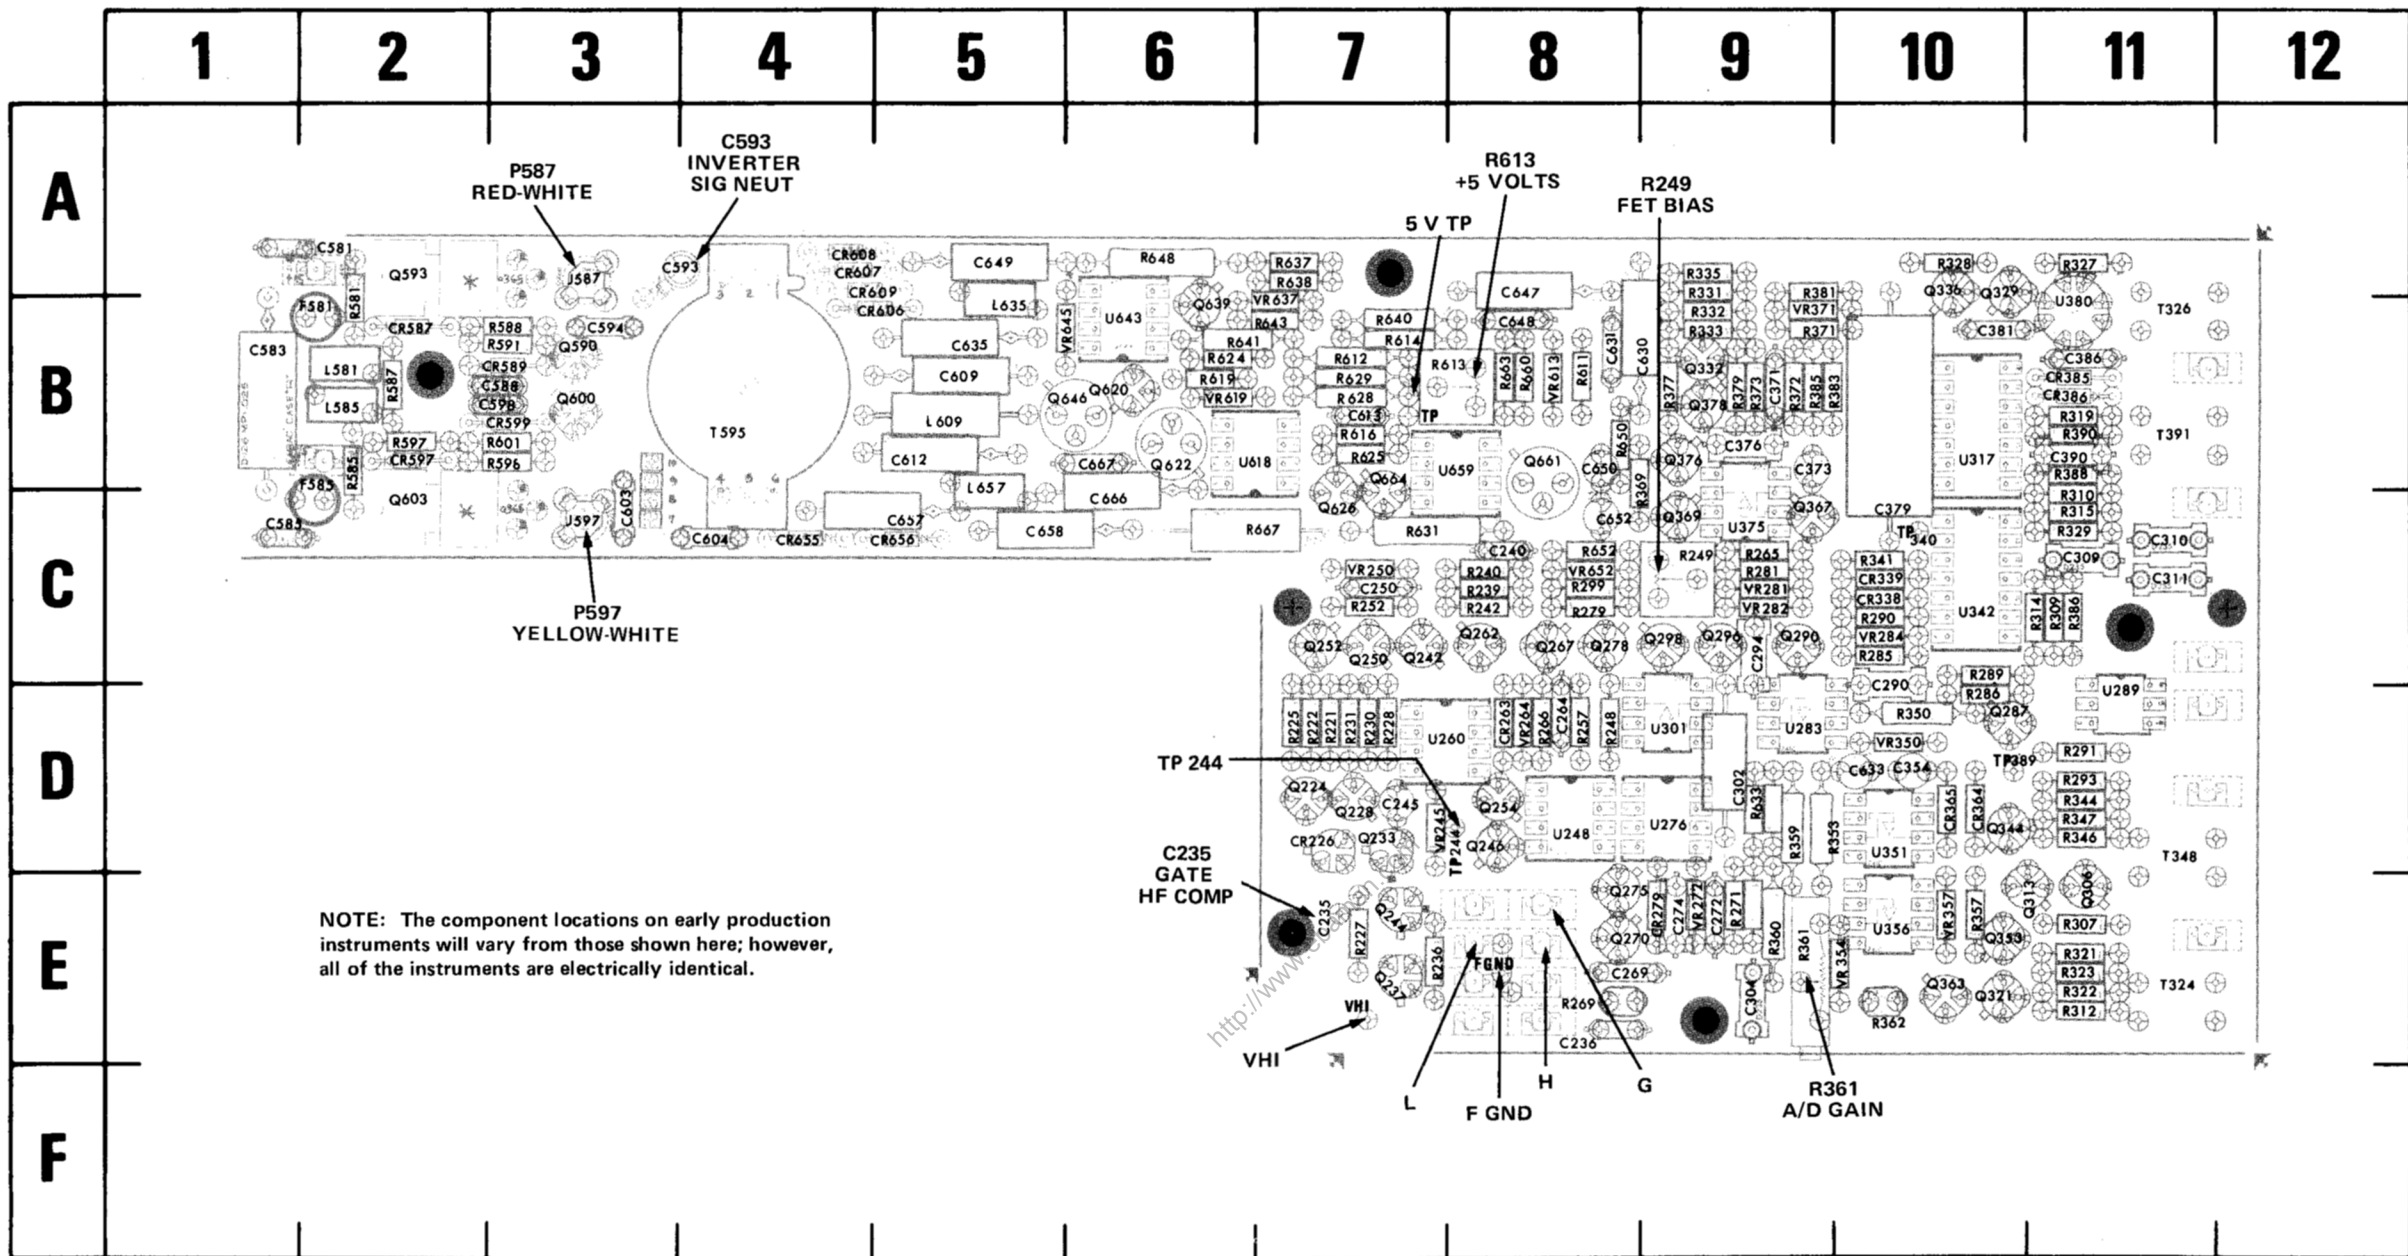 1 2 3 4 5 6 7 8 9 10 11 12
A
B
C
D
E
F
P587
RED-WHITE
C593
INVERTER
SIG NEUT
R613
+5 VOLTS
R249
FET BIAS
5 V TP
C581
Q593
J587
C593
CR608
CR607
CR609
CR606
C649
R648
R637
R638
VR637
R643
C647
R335
R331
R332
R333
R381
VR371
R371
R328
Q336
Q329
R327
U380
T326
F581
R581
CR587
R588
R591
C594
Q590
L635
VR645
U643
Q639
R640
R614
C648
C631
C630
C381
C583
L581
R587
CR589
C588
C598
CR599
Q600
C635
R641
R624
R619
VR619
R612
R629
R628
C613
R613
TP
R663
R660
VR613
R611
Q332
R377
Q378
R379
R373
C371
R372
R385
R383
C386
CR385
CR386
R319
R390
C390
R388
T391
L585
R597
CR597
R601
R596
T595
C609
L609
C612
Q646
Q620
Q622
C667
U618
R616
R625
U659
Q661
C650
R650
R369
Q376
C376
C373
U317
F585
R585
Q603
J597
C603
C585
C604
CR655
CR656
C657
L657
C658
C666
R667
Q626
Q664
R631
C652
Q369
U375
Q367
C379
TP
340
R310
R315
R329
C310
C309
C311
P597
YELLOW-WHITE
VR250
C250
R252
C240
R240
R239
R242
R652
VR652
R299
R279
R249
R265
R281
VR281
VR282
R341
CR339
CR338
R290
VR284
R285
U342
R314
R309
R386
Q252
Q250
Q242
Q262
Q267
Q278
Q298
Q296
C294
Q290
C290
R289
R286
U289
R225
R222
R221
R231
R230
R228
U260
CR263
VR264
R266
C264
R257
R248
U301
U283
R350
Q287
VR350
R291
TP 244
C302
C633
C354
TP389
Q224
Q228
C245
Q254
R633
R359
R353
CR365
CR364
R293
R344
R347
R346
CR226
Q233
VR245
TP244
Q246
U248
U276
U351
Q344
T348
C235
GATE
HF COMP
C235
R227
Q244
R236
Q237
Q275
Q270
CR279
C274
VR272
C272
R271
R360
R361
VR 354
U356
VR357
R357
Q353
Q313
Q306
R307
R321
R323
R322
R312
T324
FGND
VHI
C269
R269
C236
C304
R362
Q363
Q321
NOTE: The component locations on early production
instruments will vary from those shown here; however,
all of the instruments are electrically identical.
VHI
L
F GND
H
G
R361
A/D GAIN